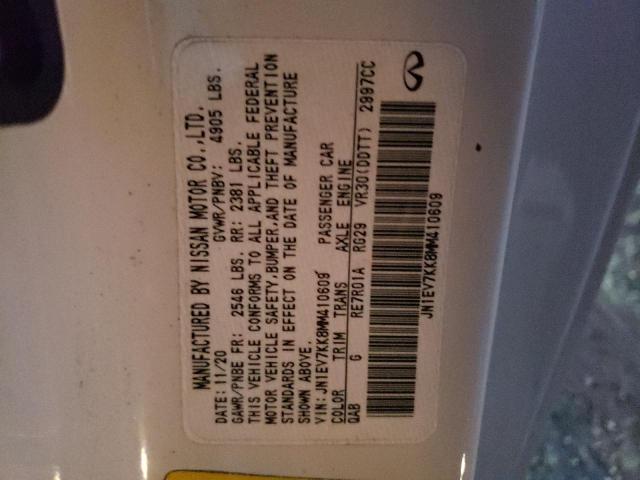 MANUFACTURED BY NISSAN MOTOR CO.,LTD.
DATE: 11/20 GVWR/PNBV: 4905 LBS.
GAWR/PNBE FR: 2546 LBS. RR: 2381 LBS.
THIS VEHICLE CONFORMS TO ALL APPLICABLE FEDERAL
MOTOR VEHICLE SAFETY,BUMPER,AND THEFT PREVENTION
STANDARDS IN EFFECT ON THE DATE OF MANUFACTURE
SHOWN ABOVE.
VIN: JN1EV7KK8MM410609 PASSENGER CAR
COLOR TRIM TRANS AXLE ENGINE
QAB G RE7R01A RG29 VR30(DDTT) 2997CC
JN1EV7KK8MM410609